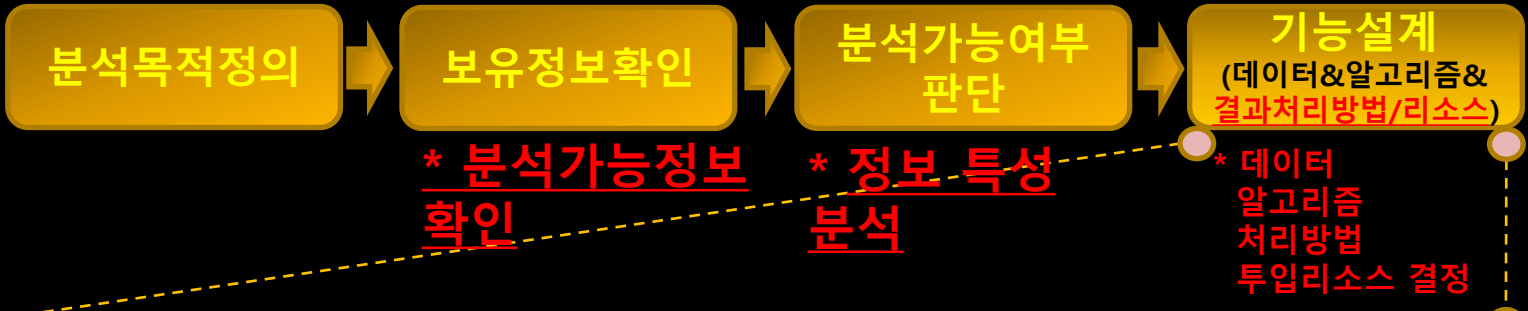 분석목적정의
보유정보확인
분석가능여부
판단
기능설계
(데이터&알고리즘&
결과처리방법/리소스)
* 분석가능정보
확인
* 정보 특성
분석
* 데이터
알고리즘
처리방법
투입리소스 결정